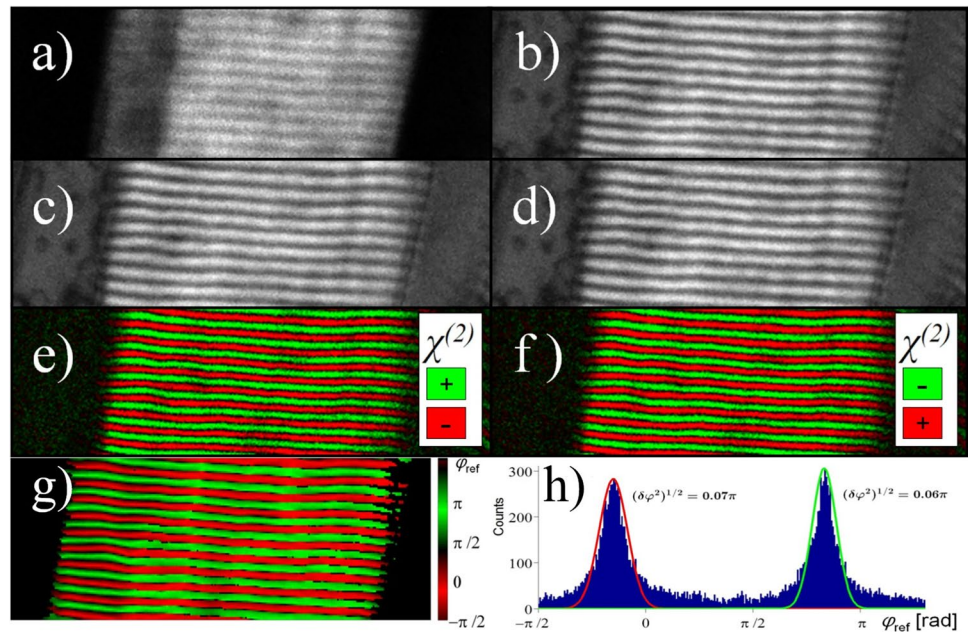 a)
b)
c)
d)
e)
χ(2)
+
-
f)
χ(2)
-
+
g)
φref
π
π /2
0
−π/2
h)
Counts
300
200
100
0
(δφ²)1/2 = 0.07π
(δφ²)1/2 = 0.06π
−π /2
0
π/2
π
φref [rad]